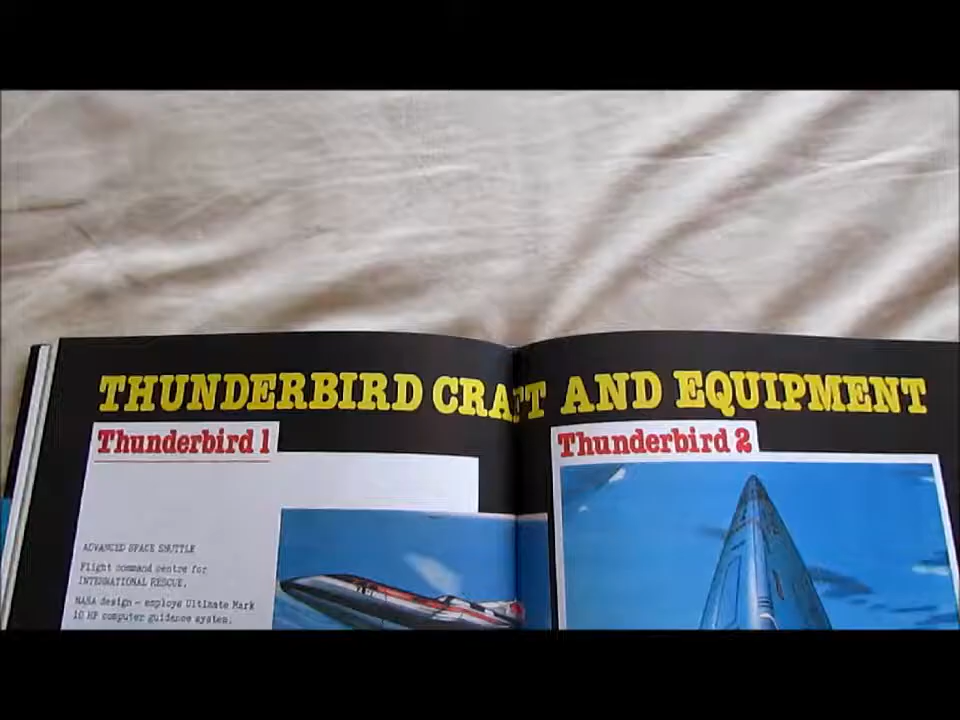 THUNDERBIRD CRAFT AND EQUIPMENT
Thunderbird 1
ADVANCED SPACE SHUTTLE
Flight command centre for
INTERNATIONAL RESCUE.
NASA design - employs Ultimate Mark
10 HP computer guidance system.
Thunderbird 2